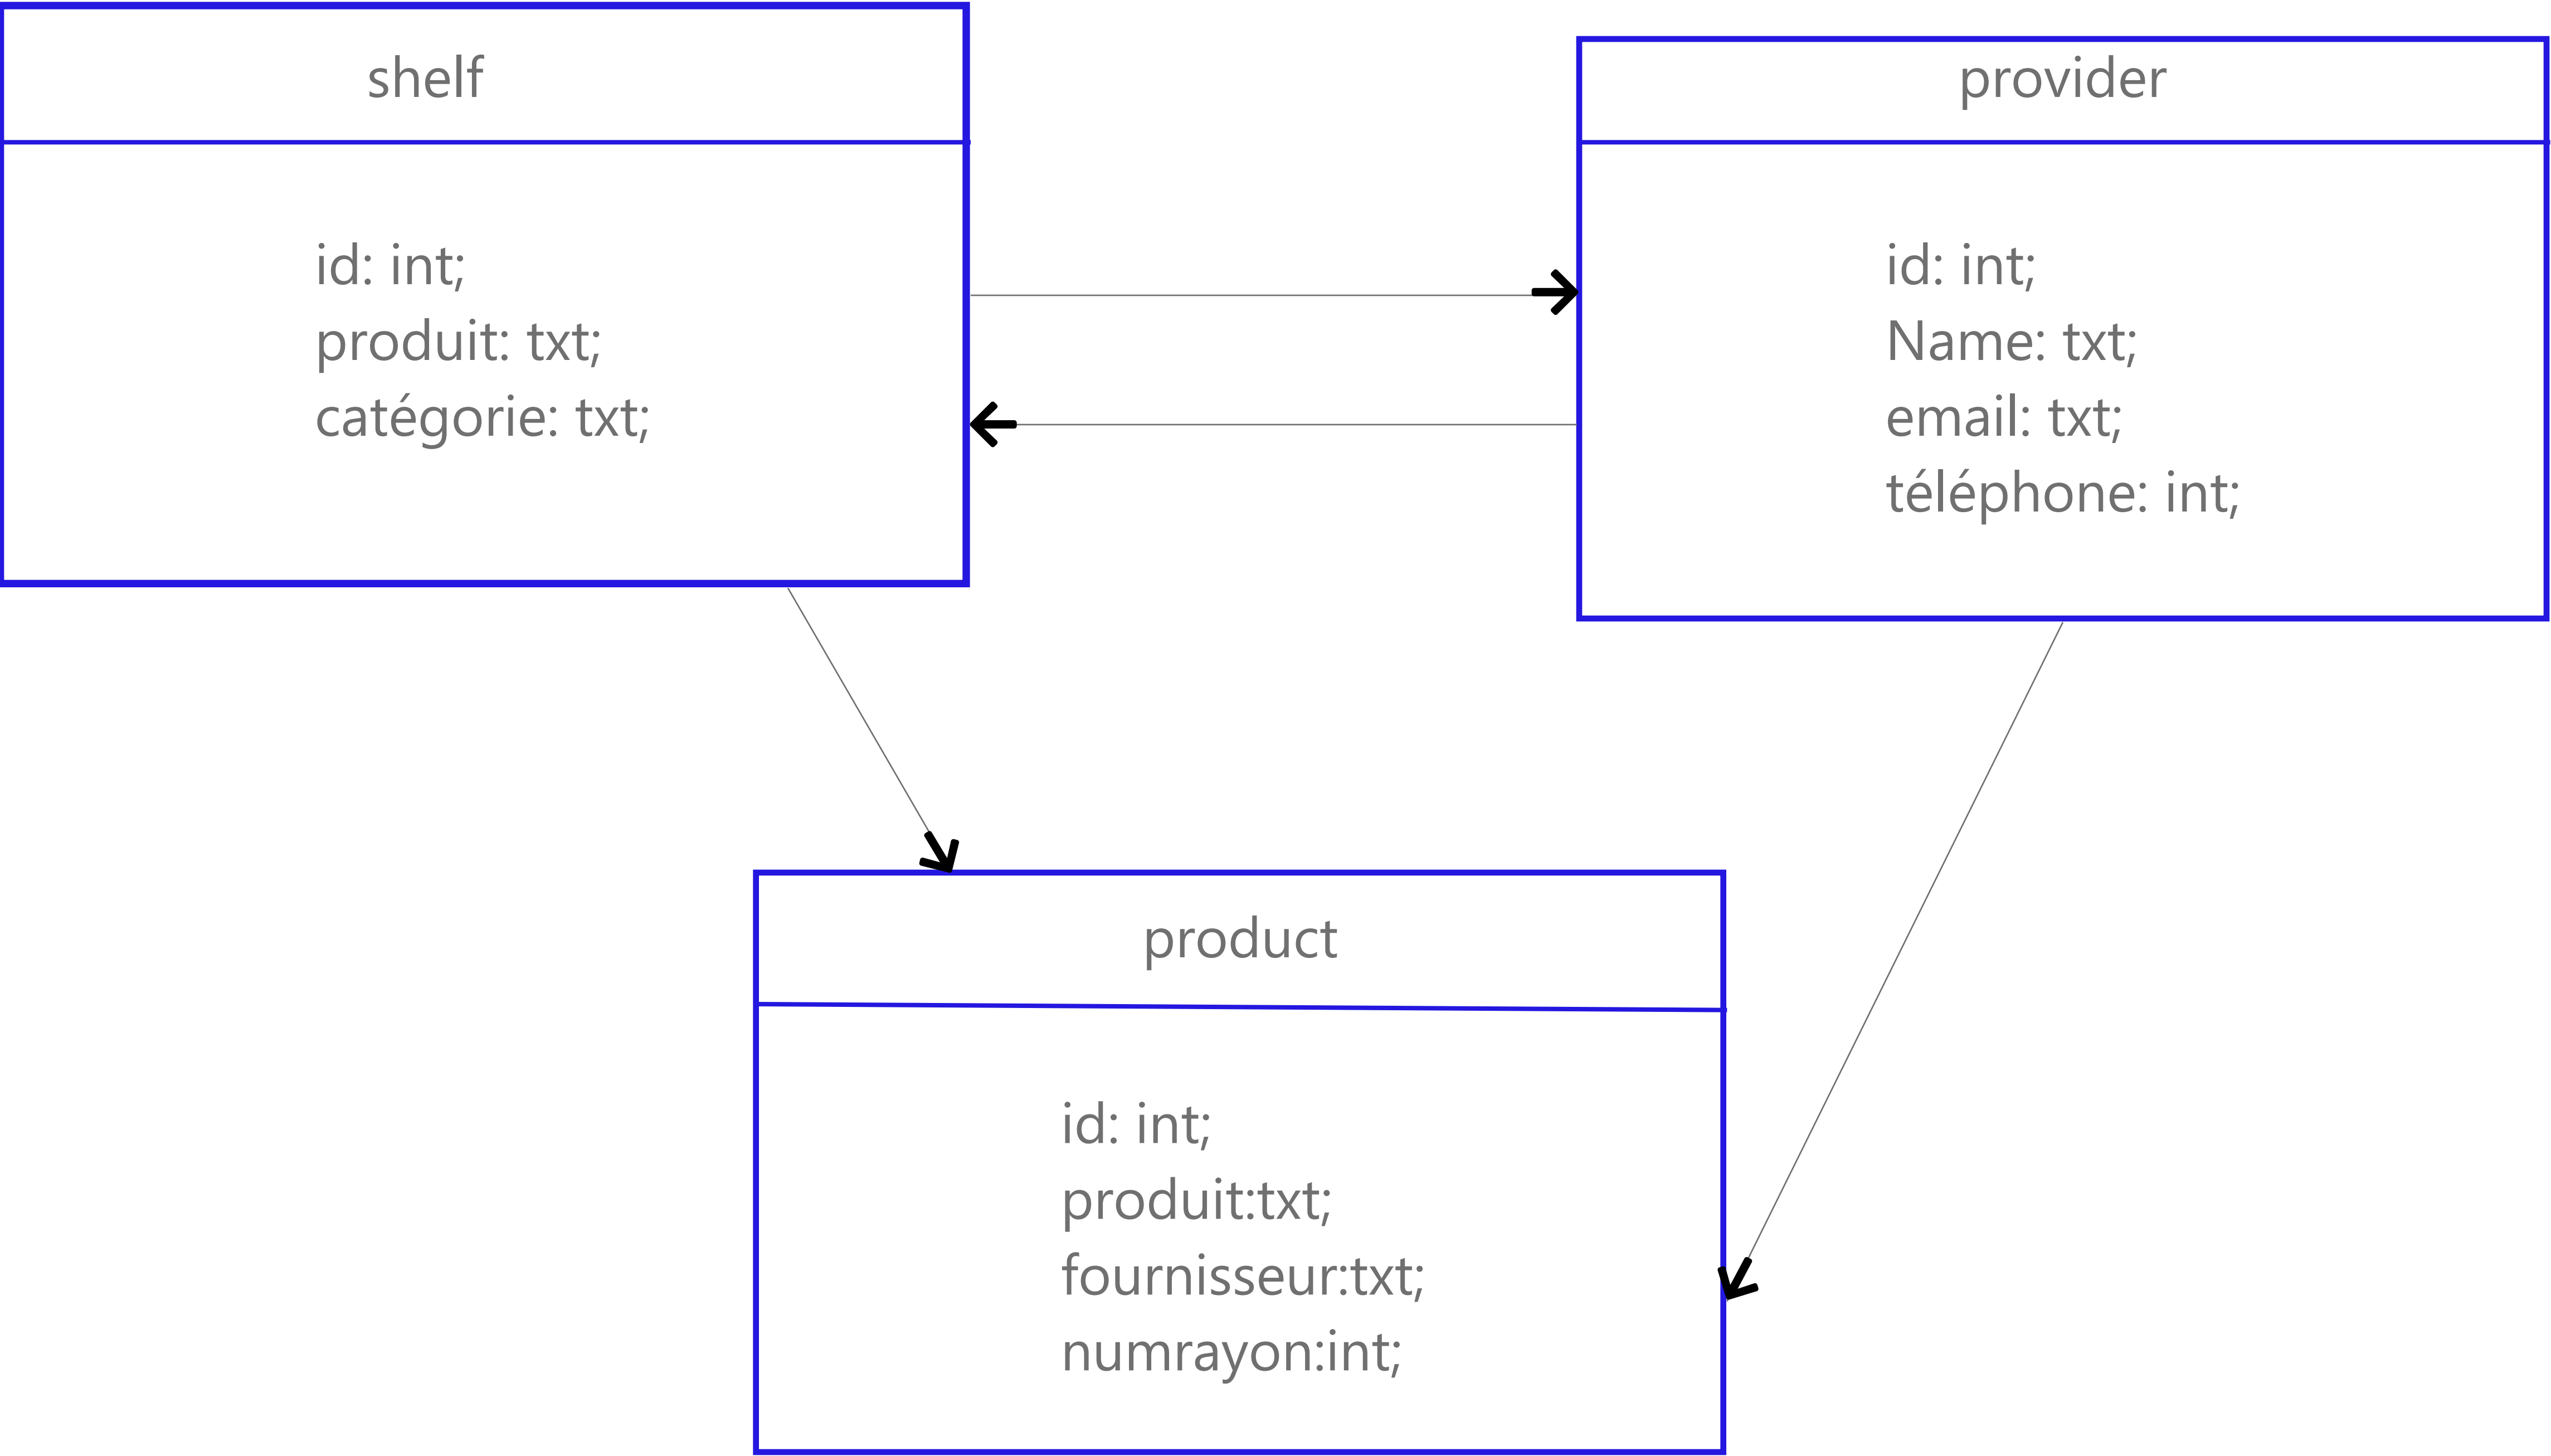 shelf
id: int;
produit: txt;
catégorie: txt;
provider
id: int;
Name: txt;
email: txt;
téléphone: int;
product
id: int;
produit:txt;
fournisseur:txt;
numrayon:int;